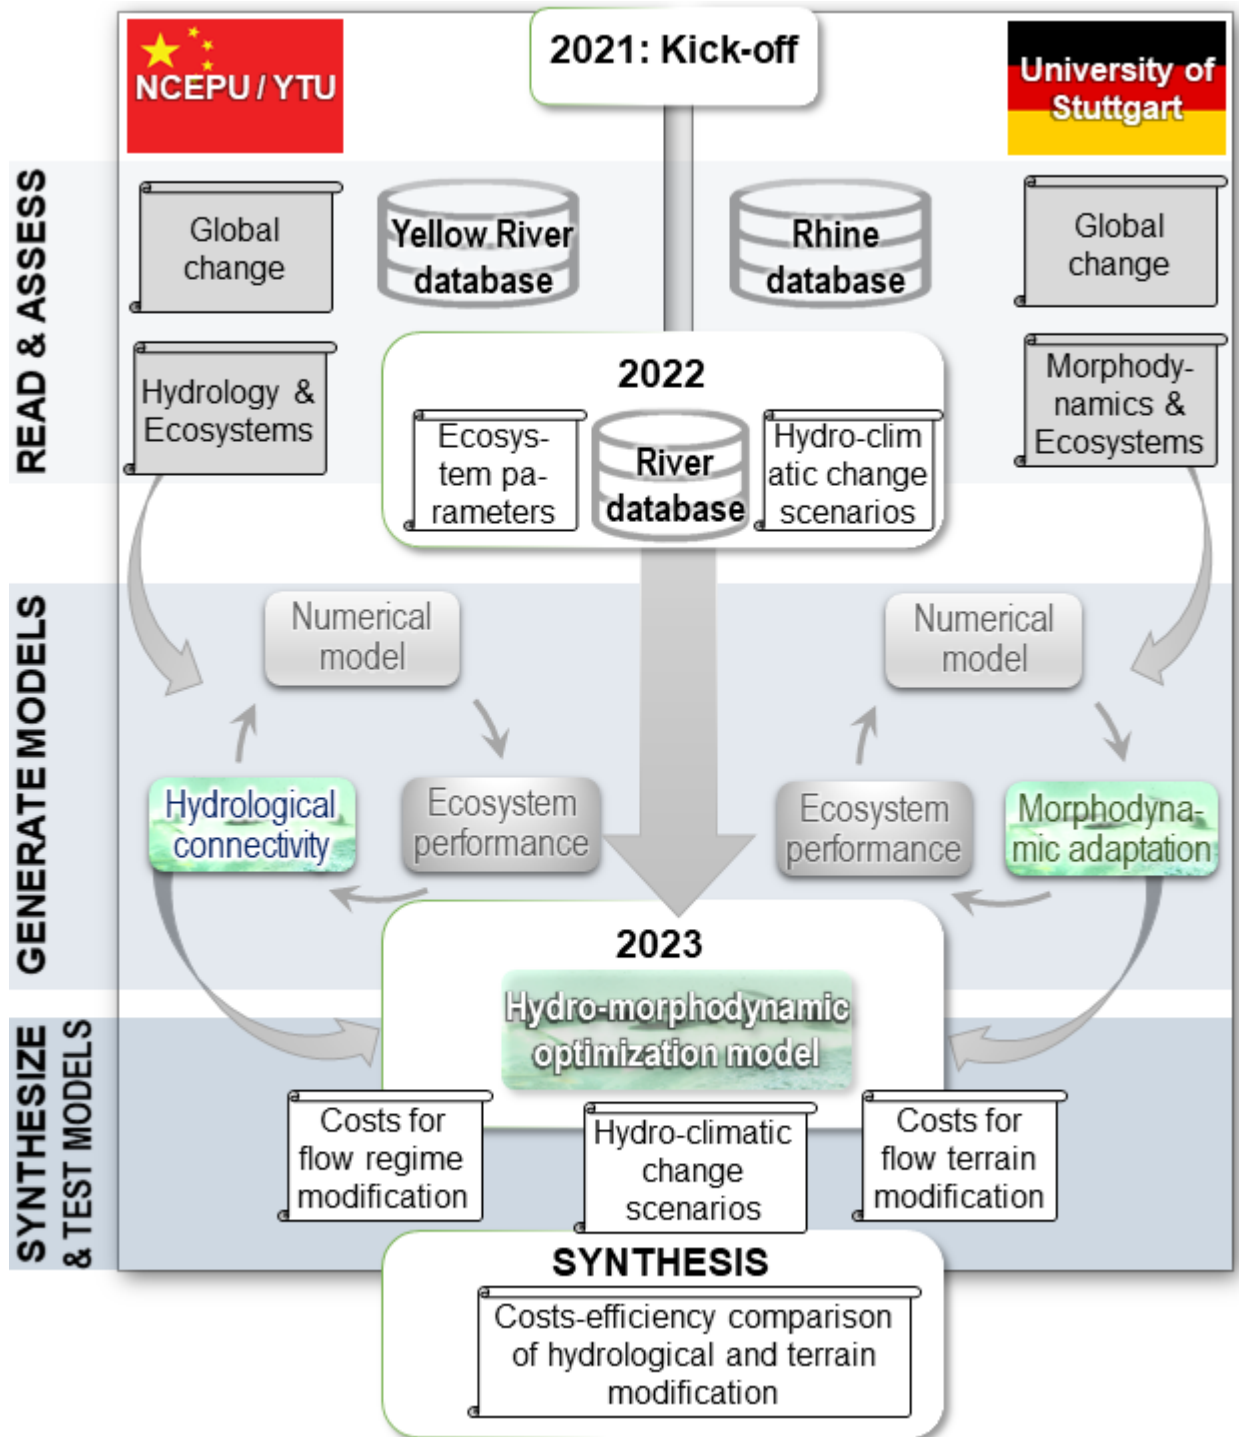 2021: Kick-off
NCEPU / YTU
University of
Stuttgart
READ & ASSESS
Global
change
Yellow River
database
Rhine
database
Global
change
Hydrology &
Ecosystems
2022
Ecosys-
tem pa-
rameters
River
database
Hydro-clim
atic change
scenarios
Morphody-
namics &
Ecosystems
GENERATE MODELS
Numerical
model
Hydrological
connectivity
Ecosystem
performance
Numerical
model
Ecosystem
performance
Morphodyna-
mic adaptation
2023
Hydro-morphodynamic
optimization model
SYNTHESIZE
& TEST MODELS
Costs for
flow regime
modification
Hydro-climatic
change
scenarios
Costs for
flow terrain
modification
SYNTHESIS
Costs-efficiency comparison
of hydrological and terrain
modification